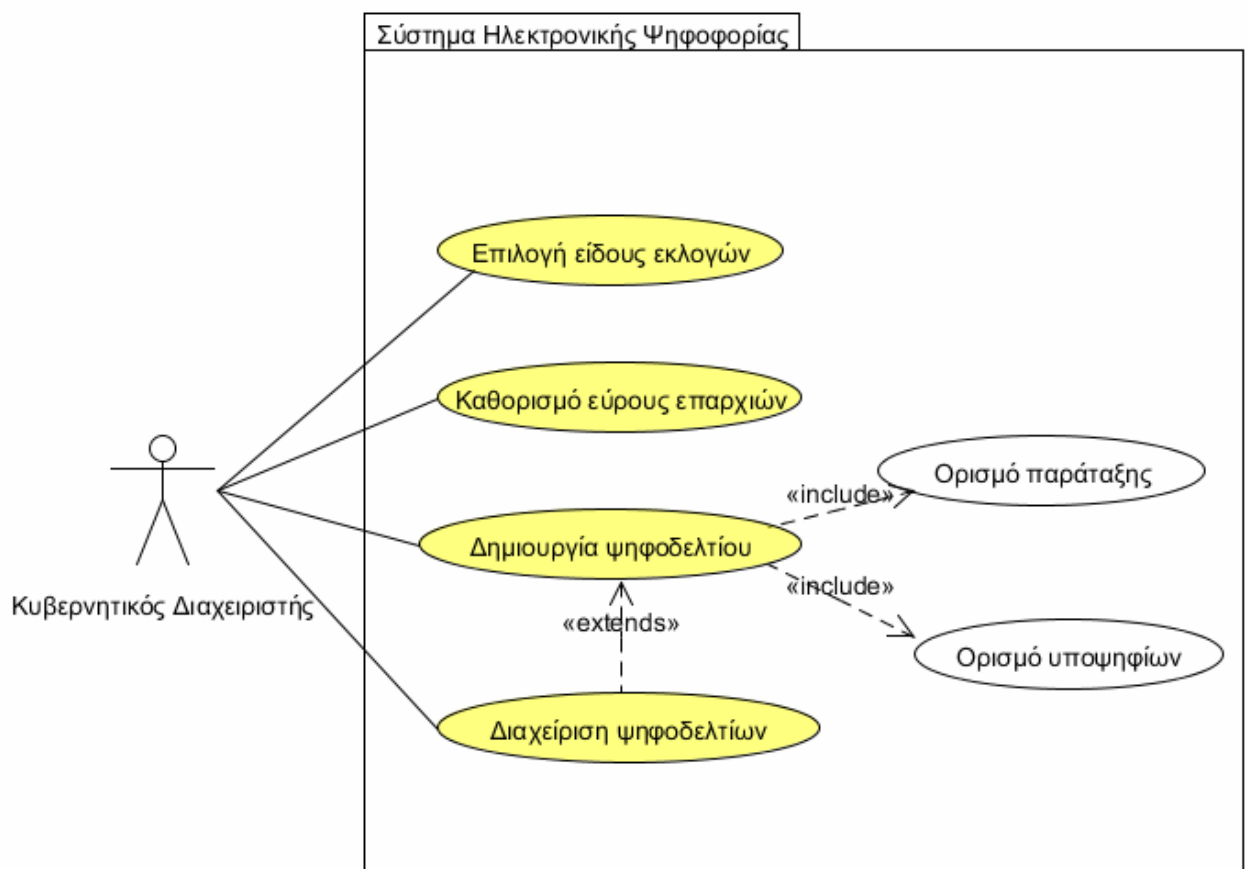 Σύστημα Ηλεκτρονικής Ψηφοφορίας
Επιλογή είδους εκλογών
Καθορισμό εύρους επαρχιών
Ορισμό παράταξης
«include»
Δημιουργία ψηφοδελτίου
«include»
Κυβερνητικός Διαχειριστής
«extends»
Ορισμό υποψηφίων
Διαχείριση ψηφοδελτίων